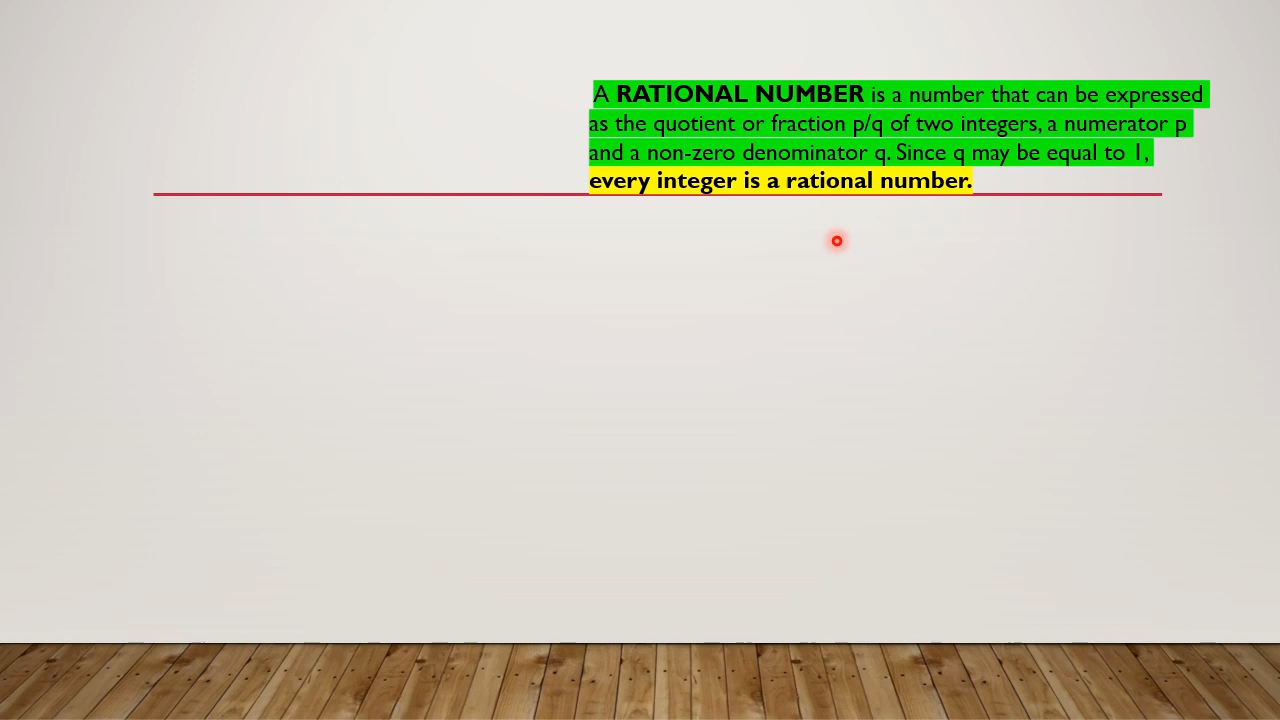 A RATIONAL NUMBER is a number that can be expressed
as the quotient or fraction p/q of two integers, a numerator p
and a non-zero denominator q. Since q may be equal to 1,
every integer is a rational number.